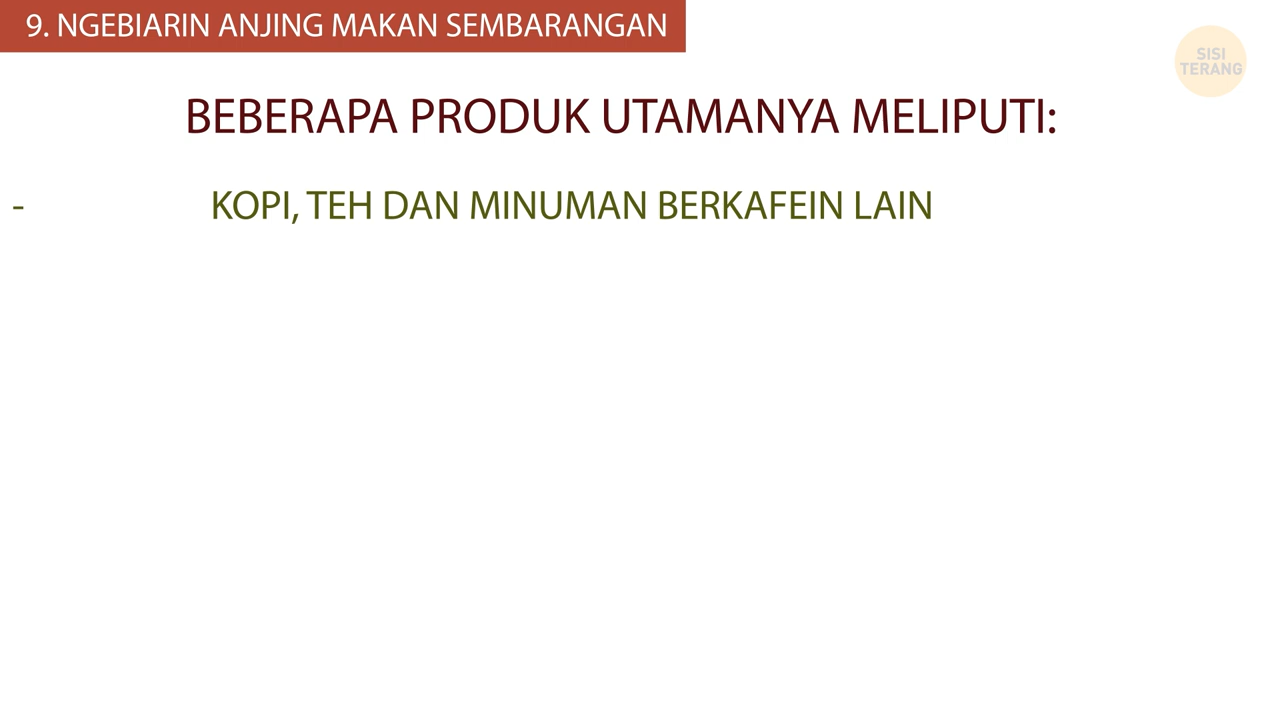 9. NGEBIARIN ANJING MAKAN SEMBARANGAN
SISI
TERANG
BEBERAPA PRODUK UTAMANYA MELIPUTI:
- KOPI, TEH DAN MINUMAN BERKAFEIN LAIN